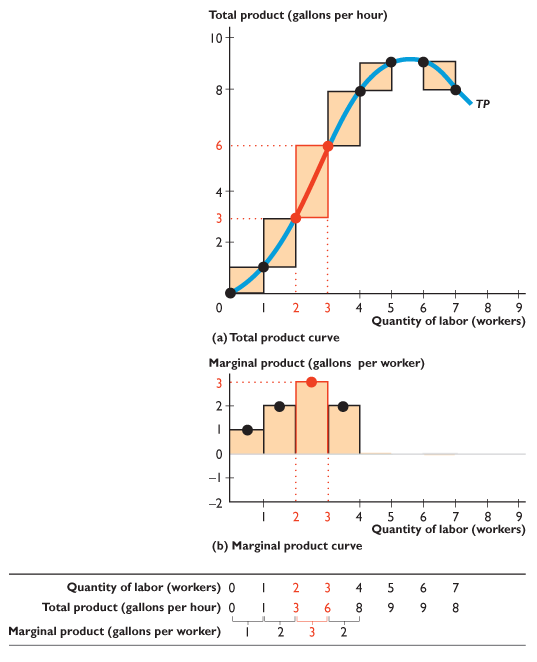 Total product (gallons per hour)
10
8
6
4
3
2
TP
0 1 2 3 4 5 6 7 8 9
Quantity of labor (workers)
(a) Total product curve
Marginal product (gallons per worker)
3
2
1
0
–1
–2
1 2 3 4 5 6 7 8 9
Quantity of labor (workers)
(b) Marginal product curve
Quantity of labor (workers) 0 1 2 3 4 5 6 7
Total product (gallons per hour) 0 1 3 6 8 9 9 8
Marginal product (gallons per worker) 1 2 3 2